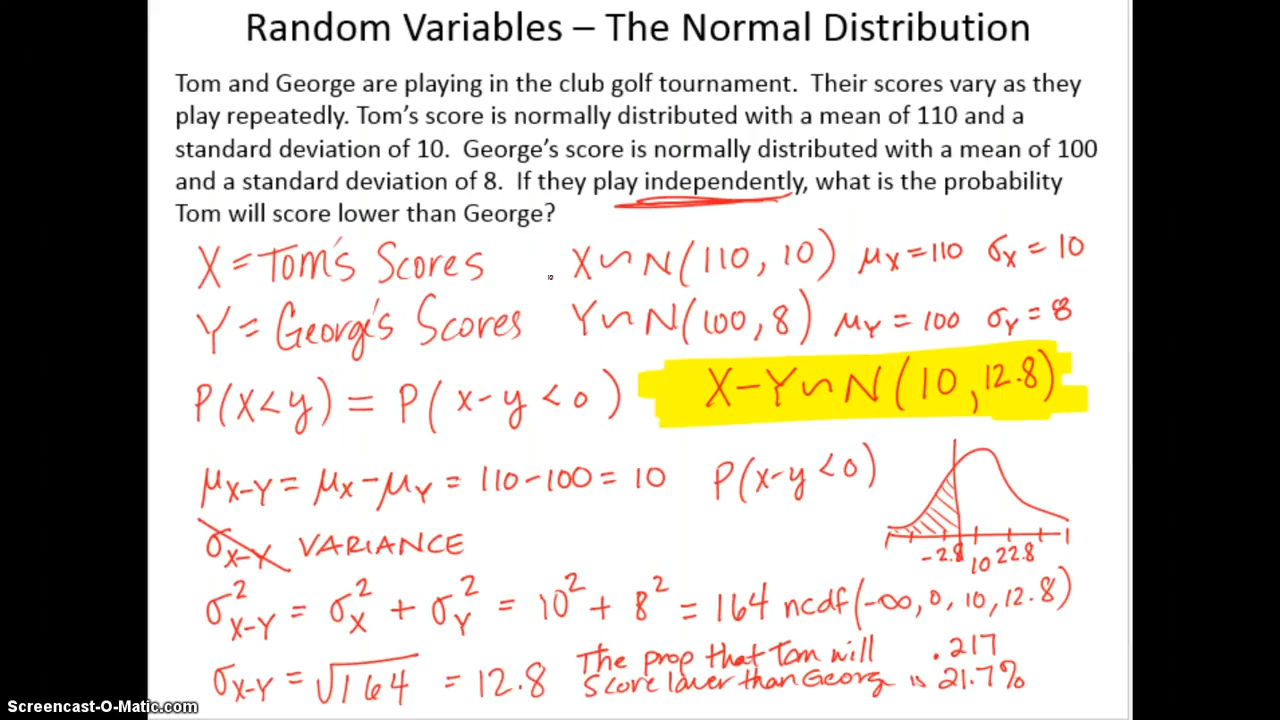 Random Variables – The Normal Distribution
Tom and George are playing in the club golf tournament. Their scores vary as they
play repeatedly. Tom's score is normally distributed with a mean of 110 and a
standard deviation of 10. George's score is normally distributed with a mean of 100
and a standard deviation of 8. If they play independently, what is the probability
Tom will score lower than George?
X = Tom's Scores X ~ N(110, 10) μX = 110 σX = 10
Y = George's Scores Y ~ N(100, 8) μY = 100 σY = 8
P(X < y) = P(x - y < 0) X - Y ~ N(10, 12.8)
μX-Y = μX - μY = 110 - 100 = 10 P(x - y < 0)
σX-Y VARIANCE
-2.8 10 22.8
σ²X-Y = σ²X + σ²Y = 10² + 8² = 164 ncdf(-∞, 0, 10, 12.8)
σX-Y = √164 = 12.8 The prop that Tom will .217
Score lower than Georg is 21.7%
Screencast-O-Matic.com